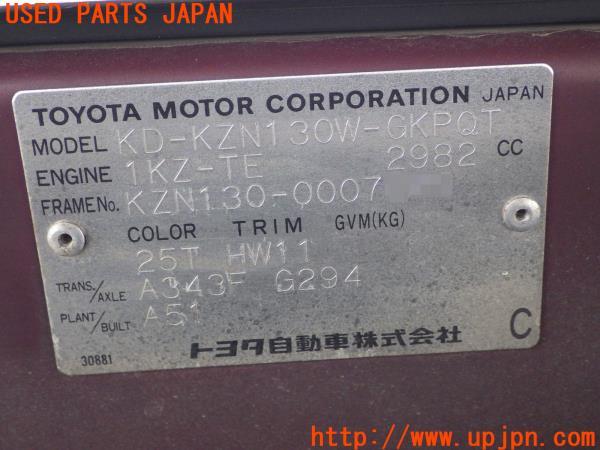 USED PARTS JAPAN
TOYOTA MOTOR CORPORATION JAPAN
MODEL KD-KZN130W-GKPQT
ENGINE 1KZ-TE 2982 CC
FRAME No. KZN130-0007
COLOR TRIM GVM(KG)
25T HW11
TRANS./AXLE A343F G294
PLANT/BUILT A51
トヨタ自動車株式会社 C
30881
http://www.upjpn.com/